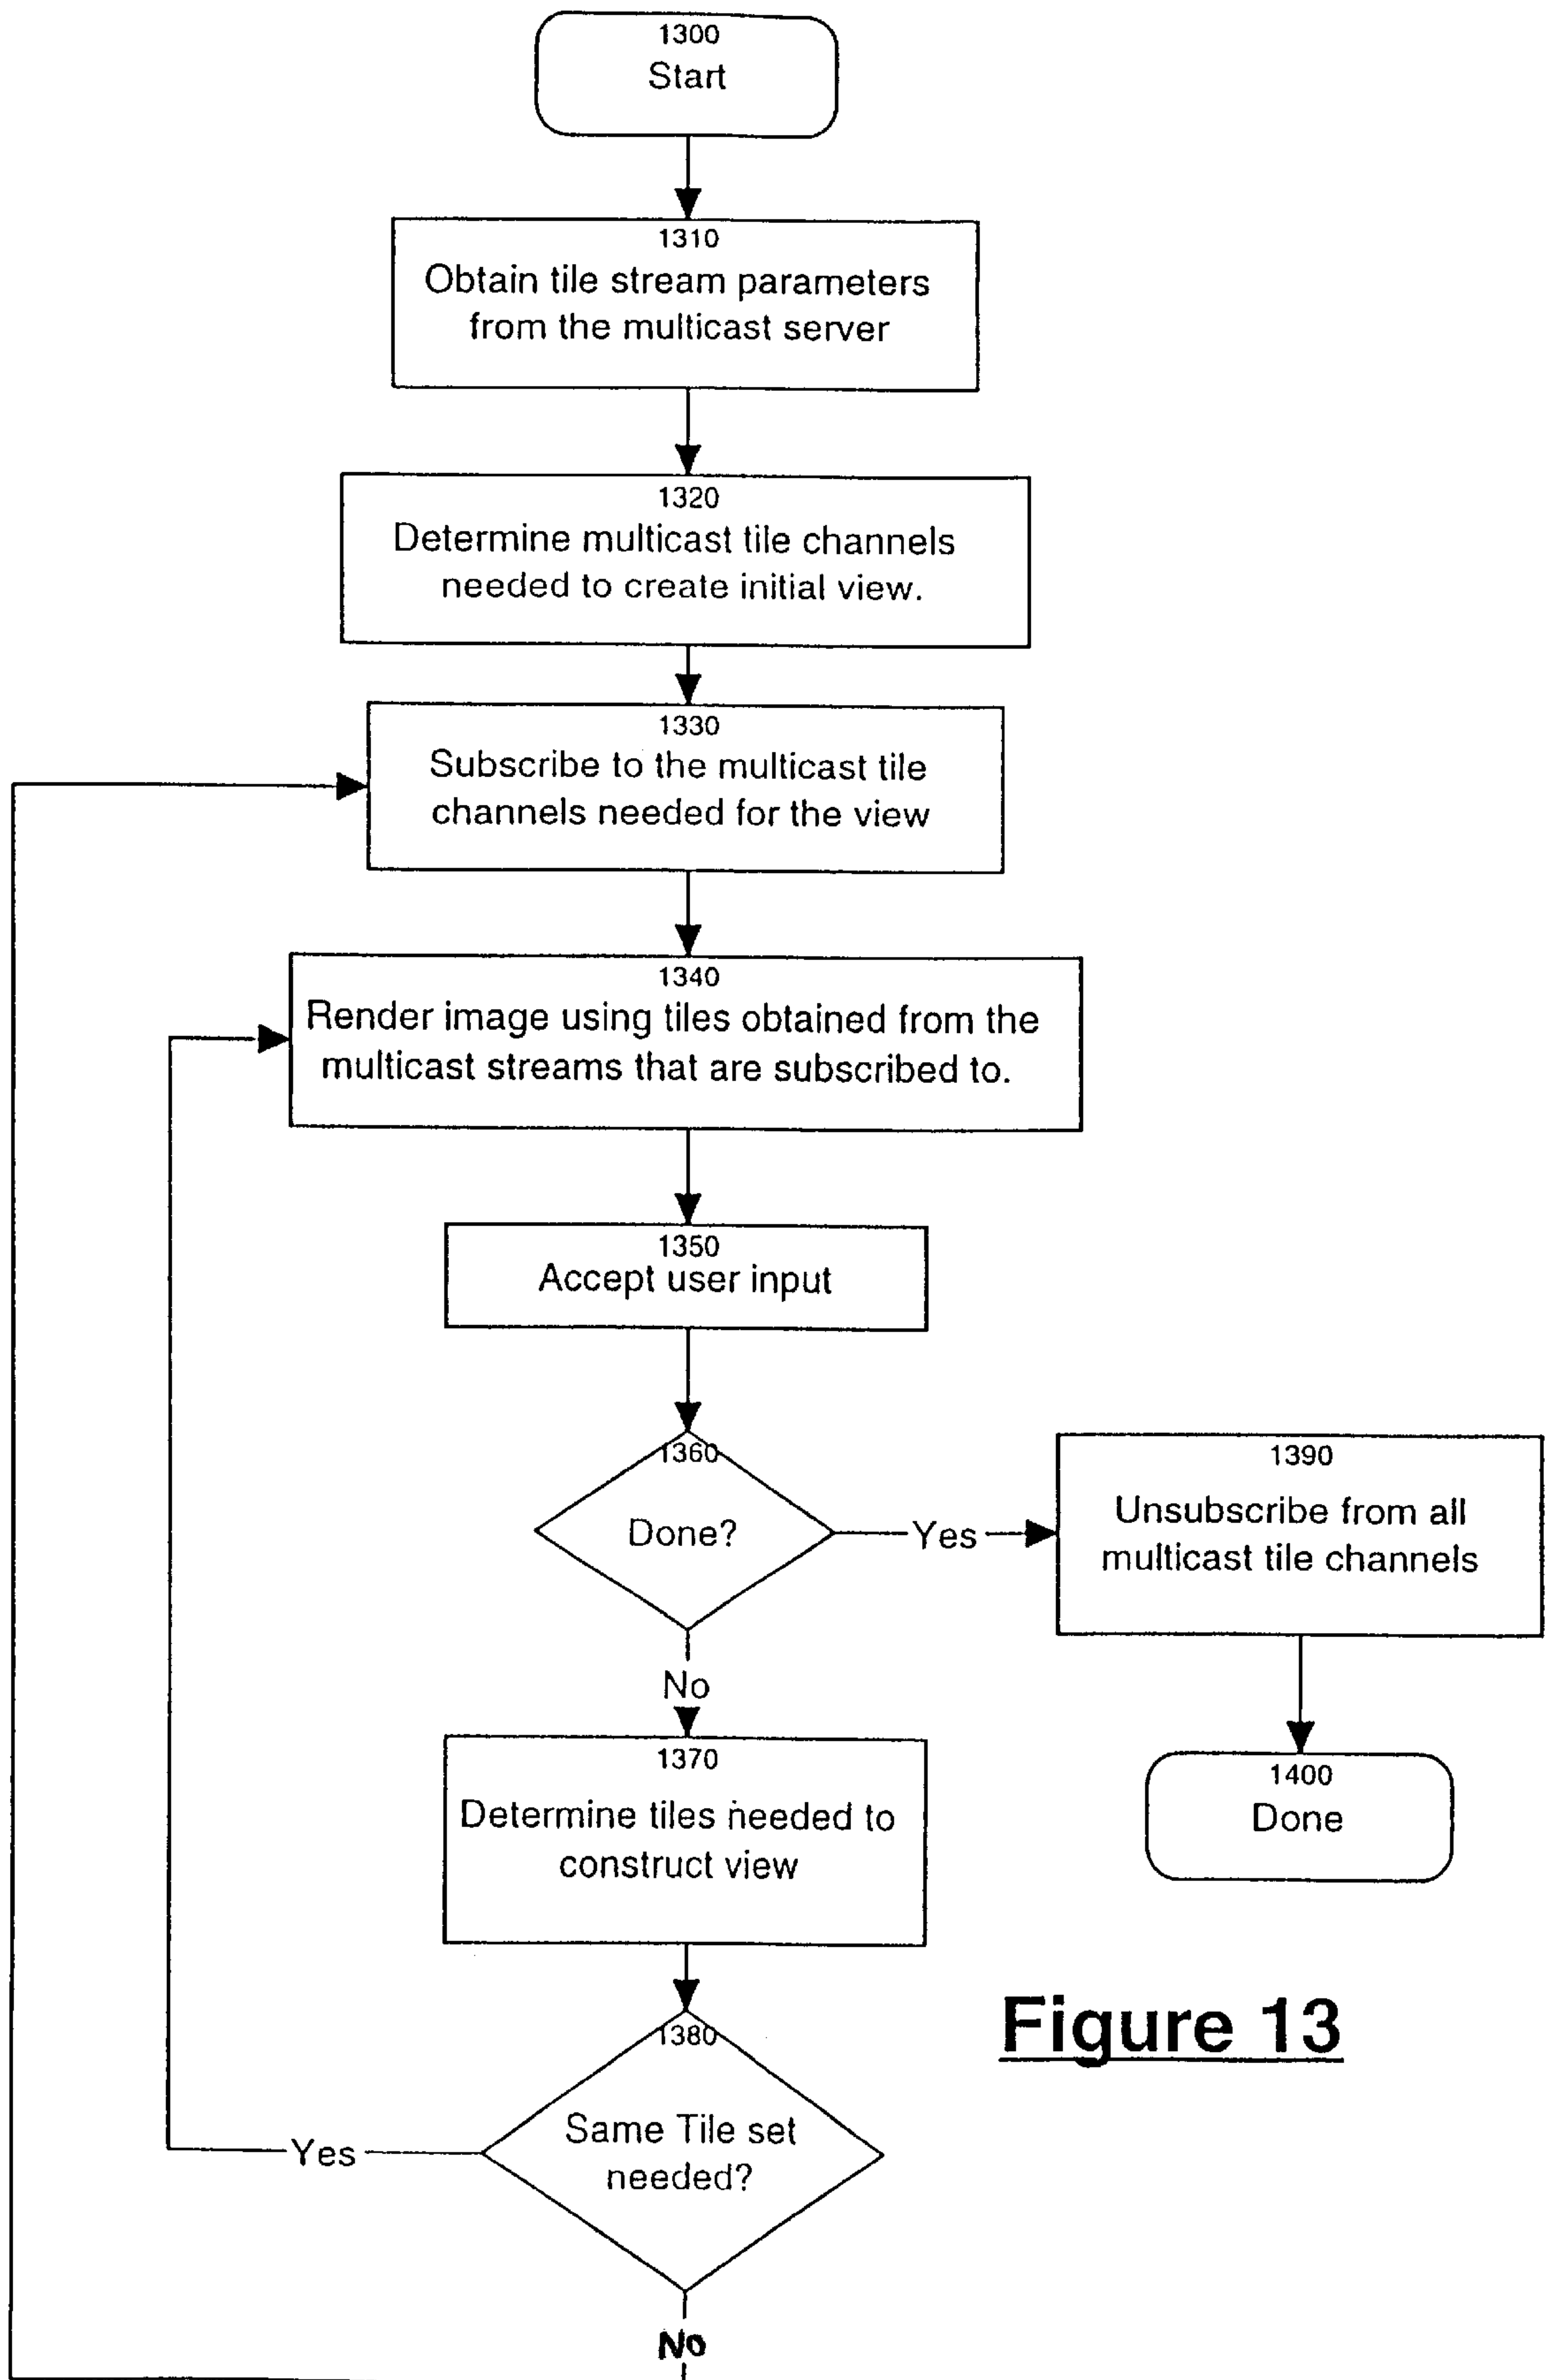 1300
Start
1310
Obtain tile stream parameters
from the multicast server
1320
Determine multicast tile channels
needed to create initial view.
1330
Subscribe to the multicast tile
channels needed for the view
1340
Render image using tiles obtained from the
multicast streams that are subscribed to.
1350
Accept user input
1360
Done?
Yes
1390
Unsubscribe from all
multicast tile channels
No
1370
Determine tiles needed to
construct view
1400
Done
1380
Same Tile set
needed?
Yes
No
Figure 13